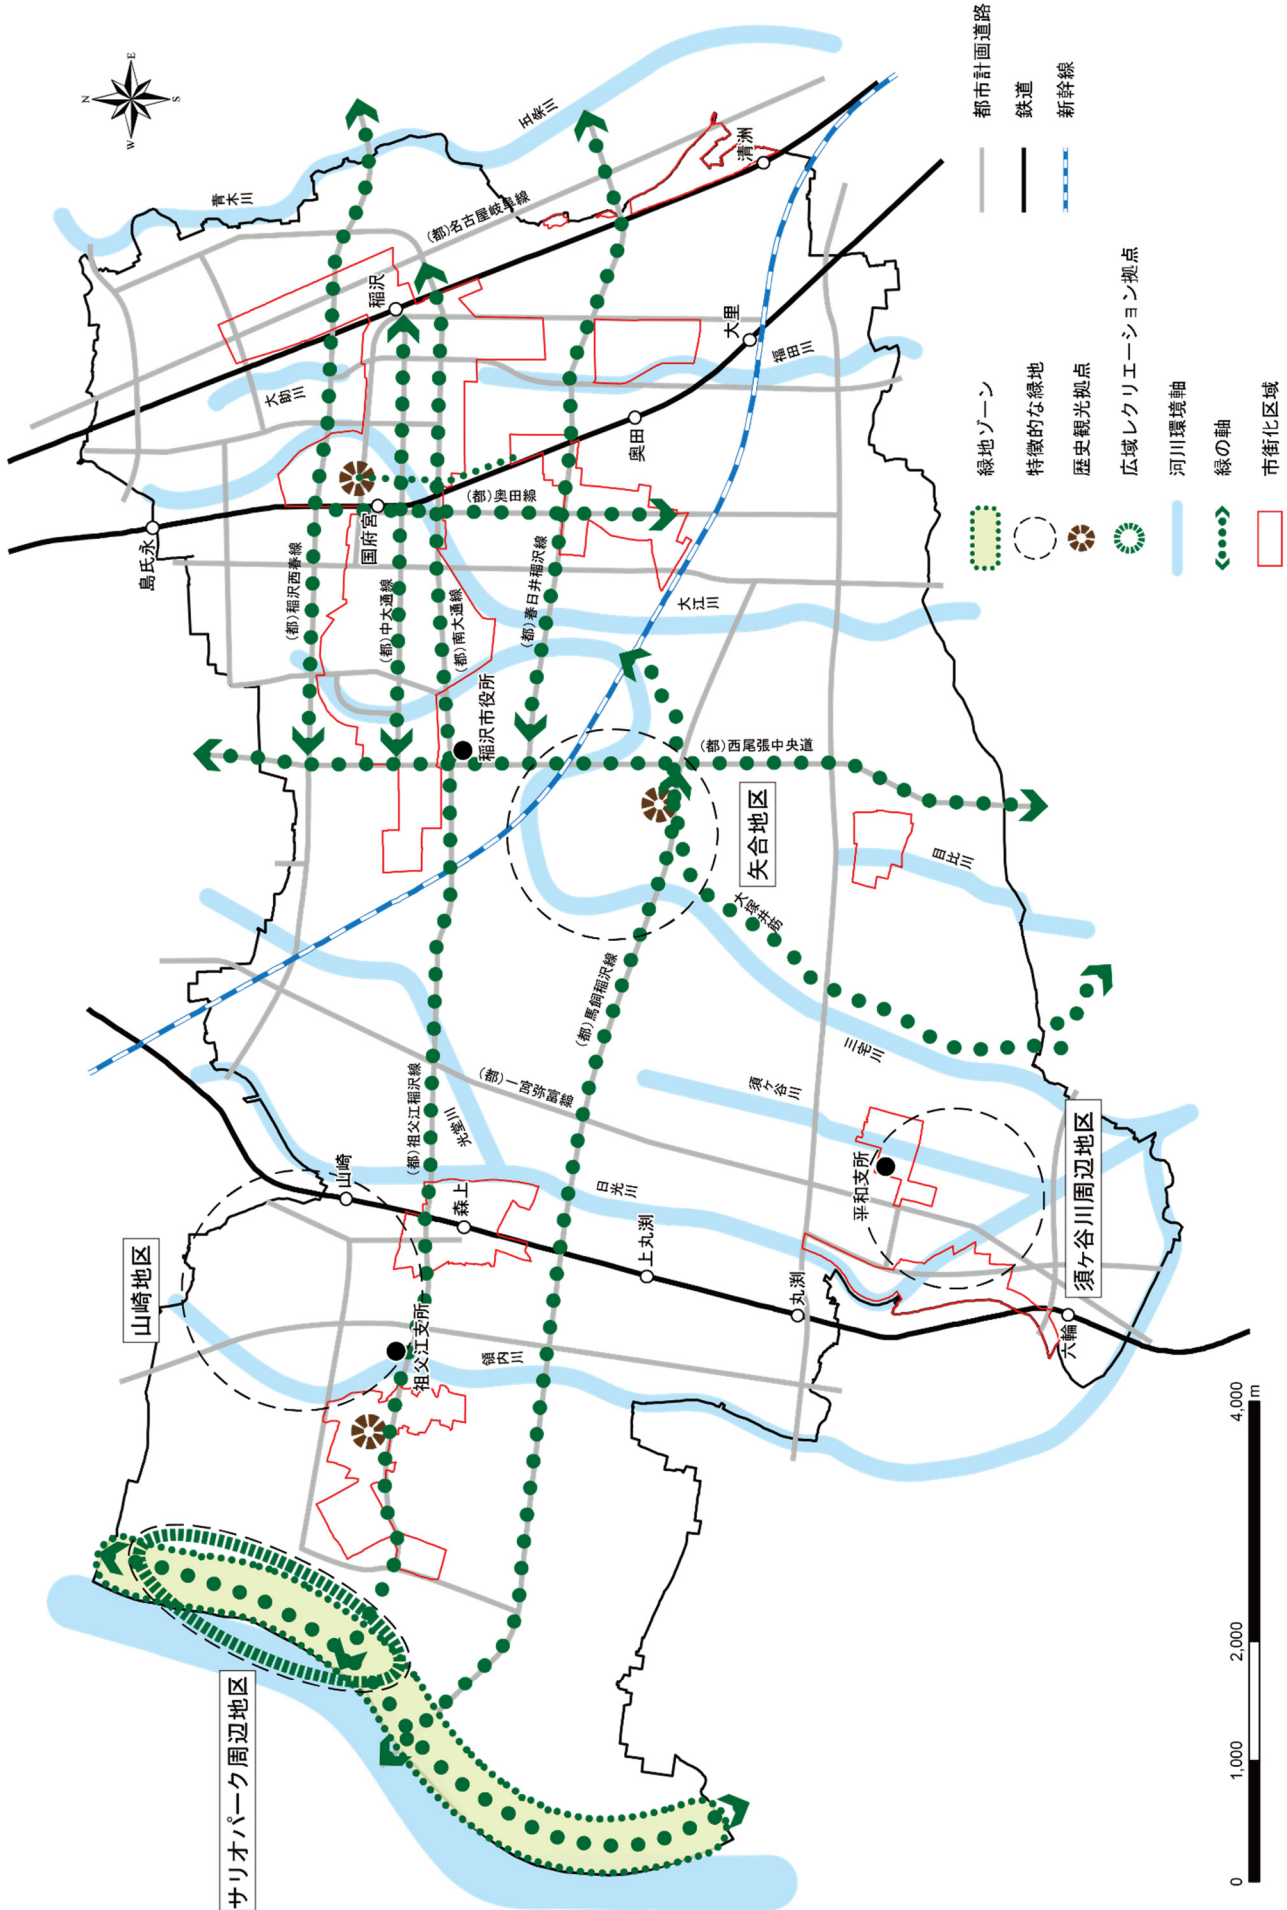 N
E
S
W
五条川
青木川
(都)名古屋岐阜線
清洲
稲沢
大助川
大里
福田川
奥田
(都)奥田線
国府宮
島氏永
(都)稲沢西春線
(都)中大通線
(都)南大通線
(都)春日井稲沢線
大江川
稲沢市役所
(都)西尾張中央道
矢合地区
目比川
大塚井筋
(都)馬飼稲沢線
三宅川
須ヶ谷川
(都)一宮弥富線
(都)祖父江稲沢線
光堂川
日光川
山崎
森上
上丸渕
丸渕
平和支所
須ヶ谷川周辺地区
六輪
山崎地区
祖父江支所
領内川
サリオパーク周辺地区
緑地ゾーン
特徴的な緑地
歴史観光拠点
広域レクリエーション拠点
河川環境軸
緑の軸
市街化区域
都市計画道路
鉄道
新幹線
0 1,000 2,000 4,000
m